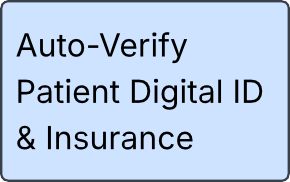 Auto-Verify
Patient Digital ID
& Insurance